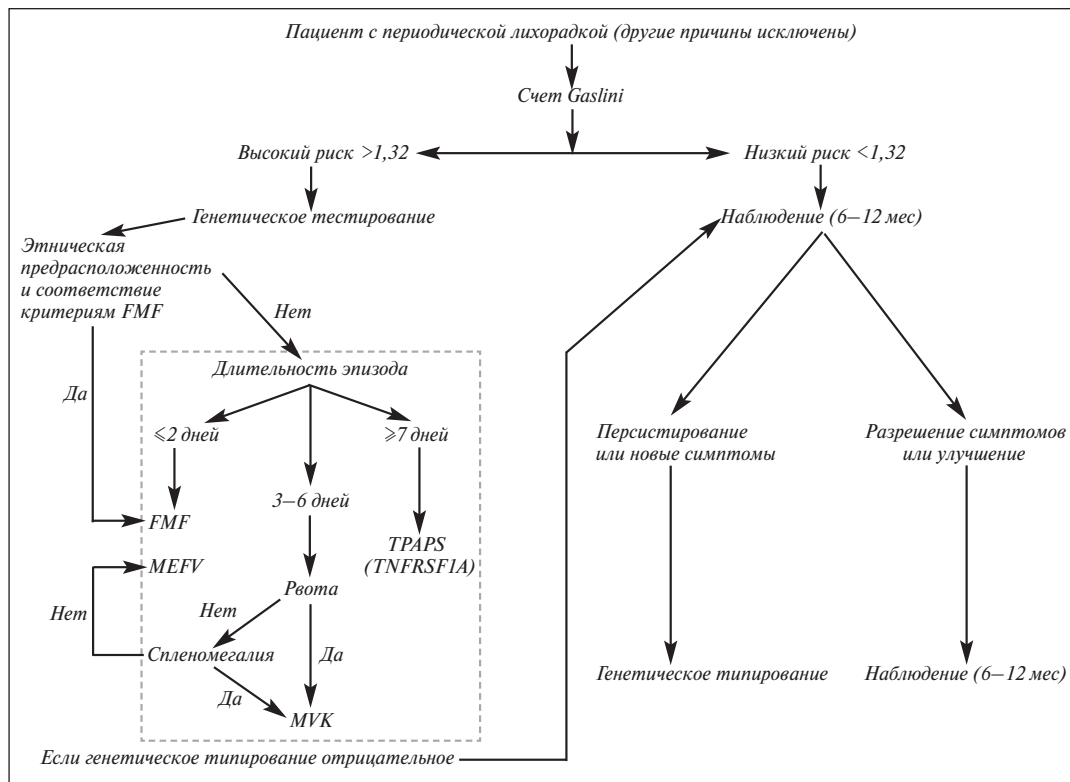 Пациент с периодической лихорадкой (другие причины исключены)
Счет Gaslini
Высокий риск >1,32
Низкий риск <1,32
Генетическое тестирование
Наблюдение (6–12 мес)
Этническая
предрасположенность
и соответствие
критериям FMF
Нет
Да
Длительность эпизода
⩽2 дней
⩾7 дней
3–6 дней
FMF
TPAPS
(TNFRSF1A)
MEFV
Рвота
Нет
Нет
Спленомегалия
Да
Да
MVK
Персистирование
или новые симптомы
Разрешение симптомов
или улучшение
Генетическое типирование
Наблюдение (6–12 мес)
Если генетическое типирование отрицательное